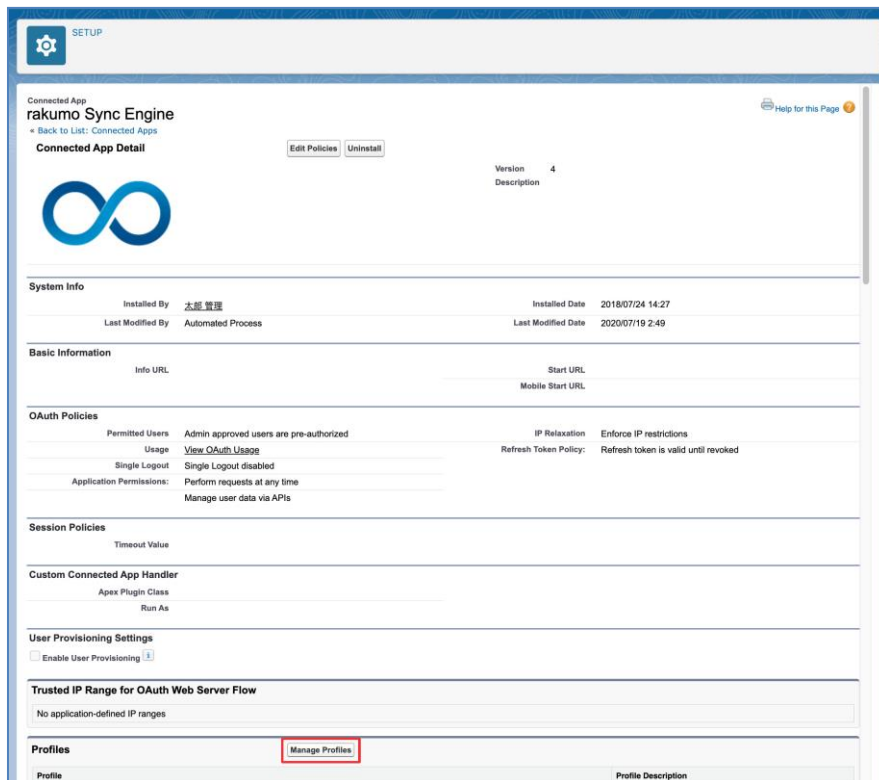 SETUP
Connected App
rakumo Sync Engine
« Back to List: Connected Apps
Help for this Page
Connected App Detail
Edit Policies Uninstall
Version 4
Description
System Info
Installed By 太郎 管理 Installed Date 2018/07/24 14:27
Last Modified By Automated Process Last Modified Date 2020/07/19 2:49
Basic Information
Info URL Start URL
Mobile Start URL
OAuth Policies
Permitted Users Admin approved users are pre-authorized IP Relaxation Enforce IP restrictions
Usage View OAuth Usage Refresh Token Policy: Refresh token is valid until revoked
Single Logout Single Logout disabled
Application Permissions: Perform requests at any time
Manage user data via APIs
Session Policies
Timeout Value
Custom Connected App Handler
Apex Plugin Class
Run As
User Provisioning Settings
Enable User Provisioning i
Trusted IP Range for OAuth Web Server Flow
No application-defined IP ranges
Profiles Manage Profiles
Profile Profile Description